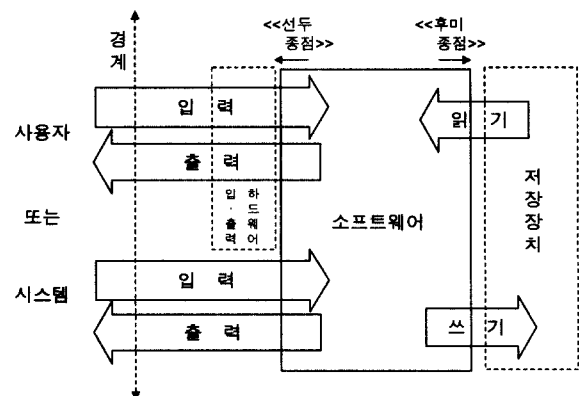 <<선두
종점>>
<<후미
종점>>
경계
입 력
읽 기
사용자
출 력
저장장치
입·출력
하드웨어
또는
소프트웨어
입 력
시스템
출 력
쓰 기